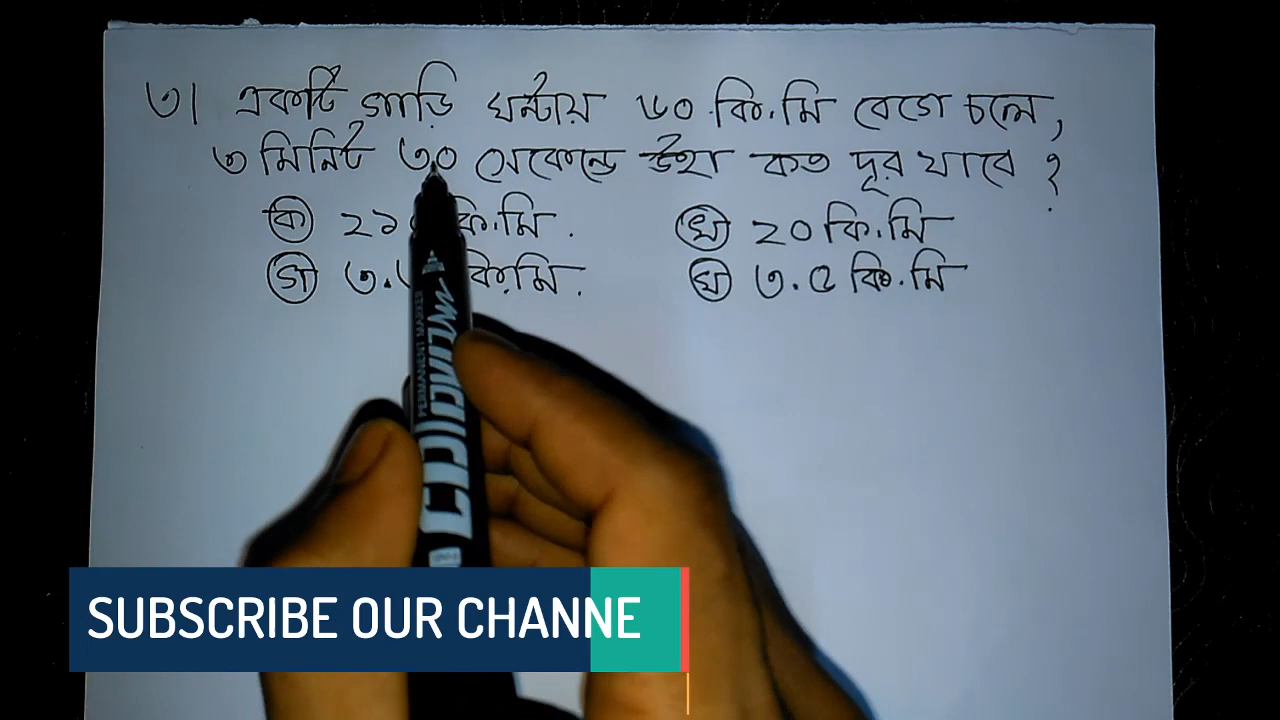 ৩। একটি গাড়ি ঘন্টায় ৬০ কি.মি বেগে চলে,
৩ মিনিট ৩০ সেকেন্ডে উহা কত দূর যাবে ?
ক কি.মি. খ ২০ কি.মি
গ কি.মি. ঘ ৩.৫ কি.মি
SUBSCRIBE OUR CHANNE